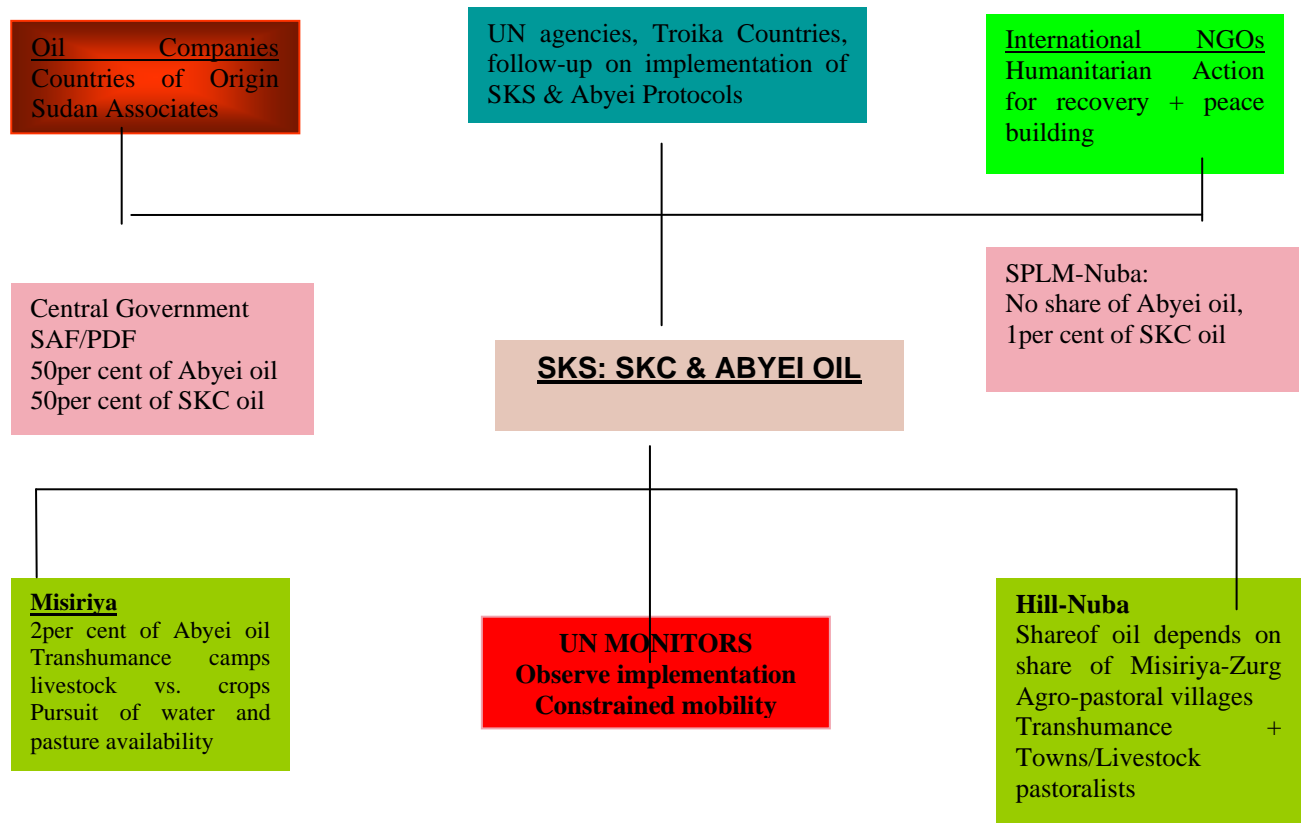 Oil Companies
Countries of Origin
Sudan Associates
UN agencies, Troika Countries,
follow-up on implementation of
SKS & Abyei Protocols
International NGOs
Humanitarian Action
for recovery + peace
building
Central Government
SAF/PDF
50per cent of Abyei oil
50per cent of SKC oil
SKS: SKC & ABYEI OIL
SPLM-Nuba:
No share of Abyei oil,
1per cent of SKC oil
Misiriya
2per cent of Abyei oil
Transhumance camps
livestock vs. crops
Pursuit of water and
pasture availability
UN MONITORS
Observe implementation
Constrained mobility
Hill-Nuba
Shareof oil depends on
share of Misiriya-Zurg
Agro-pastoral villages
Transhumance +
Towns/Livestock
pastoralists